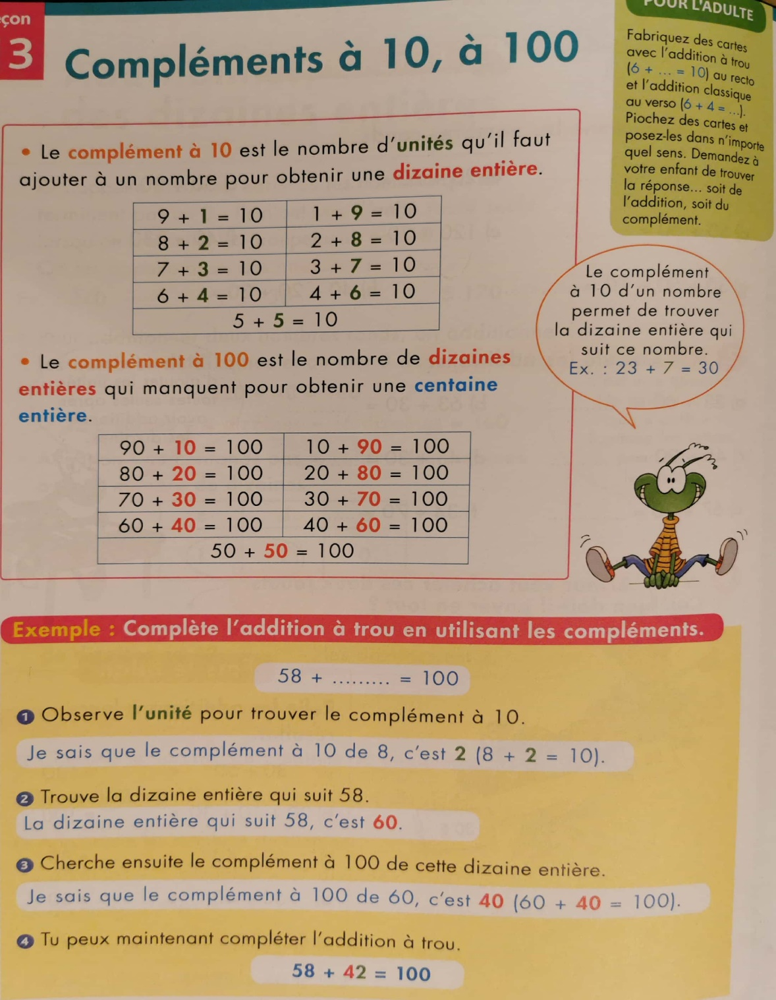 çon
3
Compléments à 10, à 100
POUR L'ADULTE
Fabriquez des cartes
avec l'addition à trou
(6 + ... = 10) au recto
et l'addition classique
au verso (6 + 4 = ...).
Piochez des cartes et
posez-les dans n'importe
quel sens. Demandez à
votre enfant de trouver
la réponse... soit de
l'addition, soit du
complément.
• Le complément à 10 est le nombre d'unités qu'il faut
ajouter à un nombre pour obtenir une dizaine entière.
9 + 1 = 10 1 + 9 = 10
8 + 2 = 10 2 + 8 = 10
7 + 3 = 10 3 + 7 = 10
6 + 4 = 10 4 + 6 = 10
5 + 5 = 10
Le complément
à 10 d'un nombre
permet de trouver
la dizaine entière qui
suit ce nombre.
Ex. : 23 + 7 = 30
• Le complément à 100 est le nombre de dizaines
entières qui manquent pour obtenir une centaine
entière.
90 + 10 = 100 10 + 90 = 100
80 + 20 = 100 20 + 80 = 100
70 + 30 = 100 30 + 70 = 100
60 + 40 = 100 40 + 60 = 100
50 + 50 = 100
Exemple : Complète l'addition à trou en utilisant les compléments.
58 + ......... = 100
1 Observe l'unité pour trouver le complément à 10.
Je sais que le complément à 10 de 8, c'est 2 (8 + 2 = 10).
2 Trouve la dizaine entière qui suit 58.
La dizaine entière qui suit 58, c'est 60.
3 Cherche ensuite le complément à 100 de cette dizaine entière.
Je sais que le complément à 100 de 60, c'est 40 (60 + 40 = 100).
4 Tu peux maintenant compléter l'addition à trou.
58 + 42 = 100